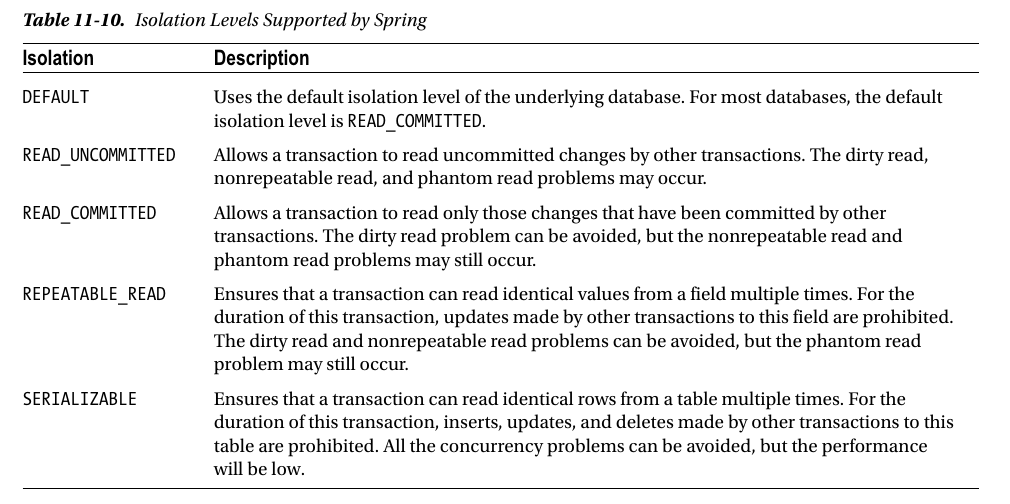 Table 11-10. Isolation Levels Supported by Spring
Isolation Description
DEFAULT Uses the default isolation level of the underlying database. For most databases, the default
isolation level is READ_COMMITTED.
READ_UNCOMMITTED Allows a transaction to read uncommitted changes by other transactions. The dirty read,
nonrepeatable read, and phantom read problems may occur.
READ_COMMITTED Allows a transaction to read only those changes that have been committed by other
transactions. The dirty read problem can be avoided, but the nonrepeatable read and
phantom read problems may still occur.
REPEATABLE_READ Ensures that a transaction can read identical values from a field multiple times. For the
duration of this transaction, updates made by other transactions to this field are prohibited.
The dirty read and nonrepeatable read problems can be avoided, but the phantom read
problem may still occur.
SERIALIZABLE Ensures that a transaction can read identical rows from a table multiple times. For the
duration of this transaction, inserts, updates, and deletes made by other transactions to this
table are prohibited. All the concurrency problems can be avoided, but the performance
will be low.